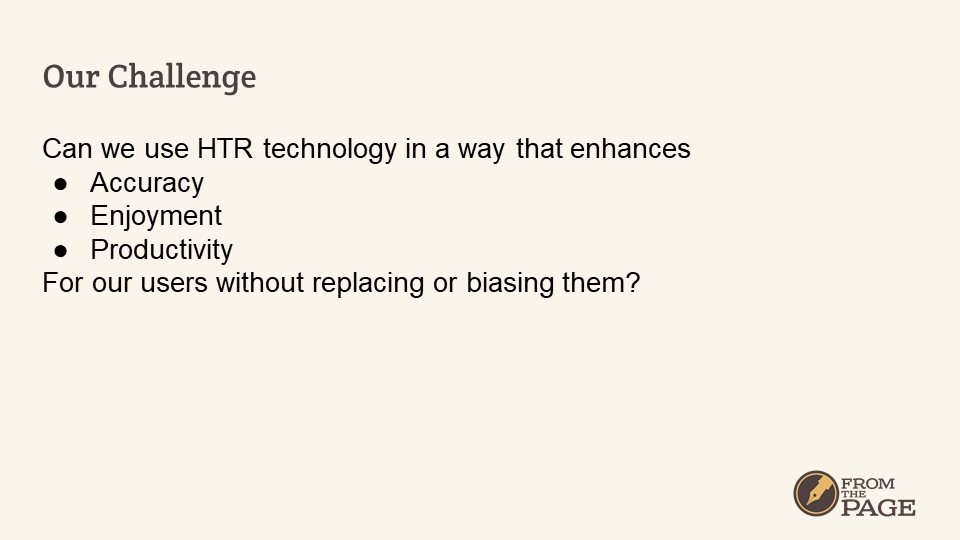 Our Challenge
Can we use HTR technology in a way that enhances
● Accuracy
● Enjoyment
● Productivity
For our users without replacing or biasing them?
FROM
THE
PAGE